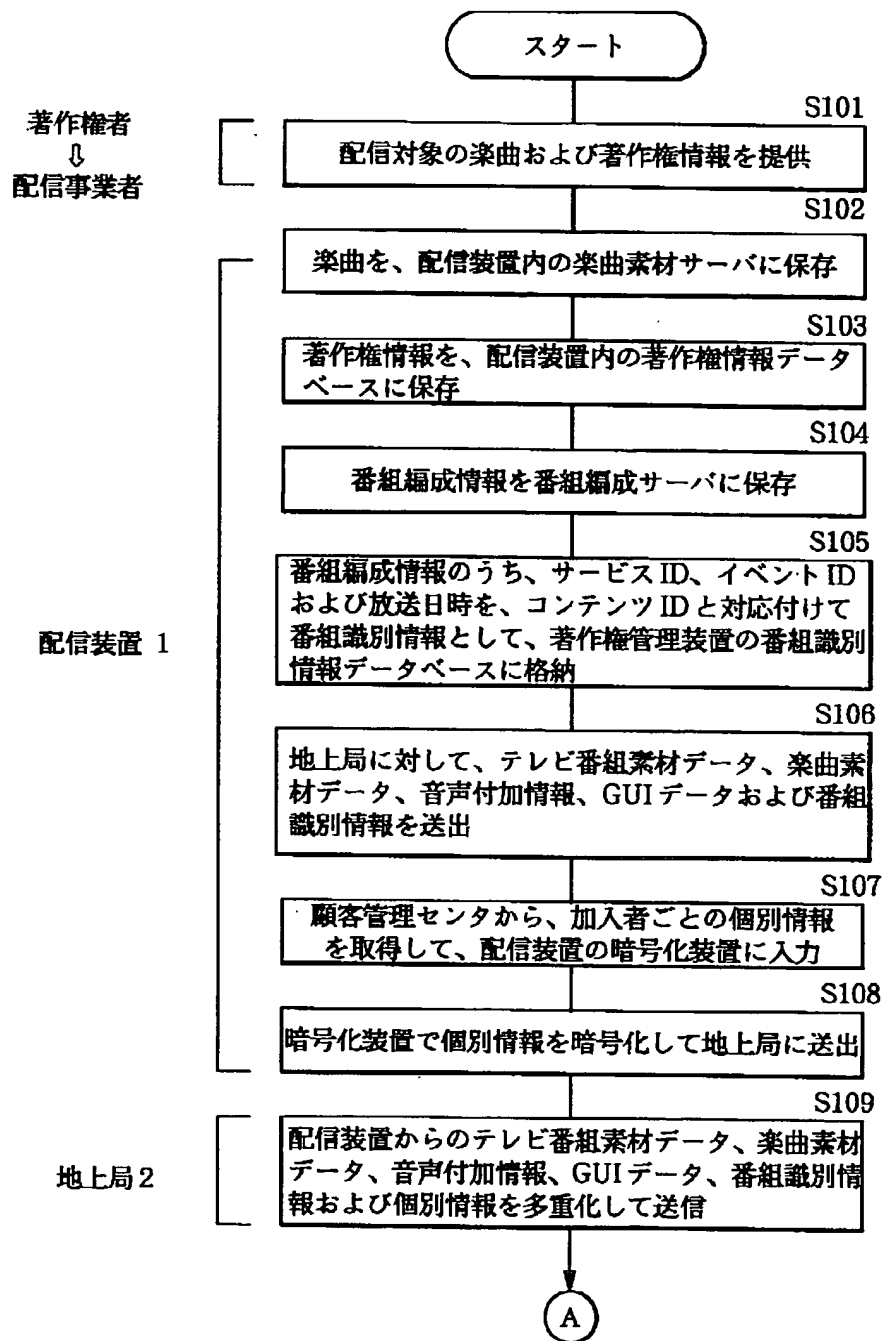 スタート
S101
著作権者
⇩
配信事業者
配信対象の楽曲および著作権情報を提供
S102
楽曲を、配信装置内の楽曲素材サーバに保存
S103
著作権情報を、配信装置内の著作権情報データ
ベースに保存
S104
番組編成情報を番組編成サーバに保存
S105
番組編成情報のうち、サービスID、イベントID
および放送日時を、コンテンツIDと対応付けて
番組識別情報として、著作権管理装置の番組識別
情報データベースに格納
配信装置 1
S106
地上局に対して、テレビ番組素材データ、楽曲素
材データ、音声付加情報、GUIデータおよび番組
識別情報を送出
S107
顧客管理センタから、加入者ごとの個別情報
を取得して、配信装置の暗号化装置に入力
S108
暗号化装置で個別情報を暗号化して地上局に送出
S109
地上局2
配信装置からのテレビ番組素材データ、楽曲素材
データ、音声付加情報、GUIデータ、番組識別情
報および個別情報を多重化して送信
A